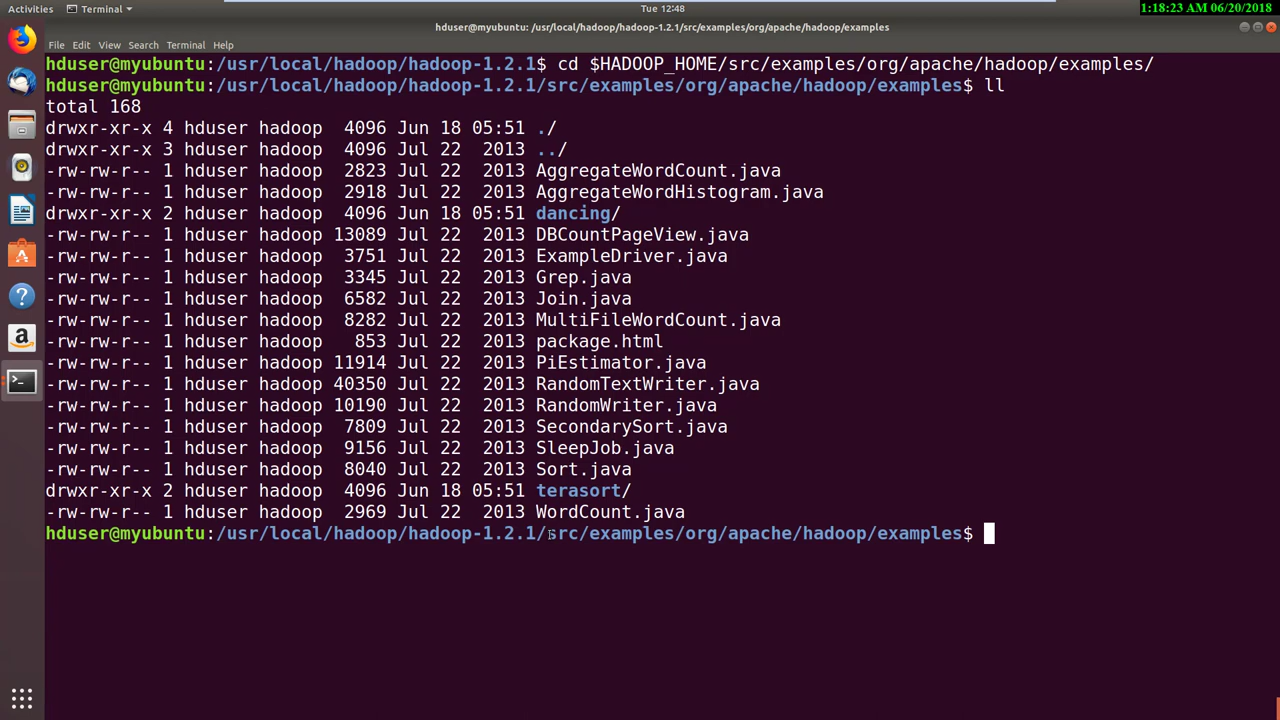 Activities Terminal Tue 12:48 1:18:23 AM 06/20/2018
hduser@myubuntu: /usr/local/hadoop/hadoop-1.2.1/src/examples/org/apache/hadoop/examples
File Edit View Search Terminal Help
hduser@myubuntu:/usr/local/hadoop/hadoop-1.2.1$ cd $HADOOP_HOME/src/examples/org/apache/hadoop/examples/
hduser@myubuntu:/usr/local/hadoop/hadoop-1.2.1/src/examples/org/apache/hadoop/examples$ ll
total 168
drwxr-xr-x 4 hduser hadoop  4096 Jun 18 05:51 ./
drwxr-xr-x 3 hduser hadoop  4096 Jul 22  2013 ../
-rw-rw-r-- 1 hduser hadoop  2823 Jul 22  2013 AggregateWordCount.java
-rw-rw-r-- 1 hduser hadoop  2918 Jul 22  2013 AggregateWordHistogram.java
drwxr-xr-x 2 hduser hadoop  4096 Jun 18 05:51 dancing/
-rw-rw-r-- 1 hduser hadoop 13089 Jul 22  2013 DBCountPageView.java
-rw-rw-r-- 1 hduser hadoop  3751 Jul 22  2013 ExampleDriver.java
-rw-rw-r-- 1 hduser hadoop  3345 Jul 22  2013 Grep.java
-rw-rw-r-- 1 hduser hadoop  6582 Jul 22  2013 Join.java
-rw-rw-r-- 1 hduser hadoop  8282 Jul 22  2013 MultiFileWordCount.java
-rw-rw-r-- 1 hduser hadoop   853 Jul 22  2013 package.html
-rw-rw-r-- 1 hduser hadoop 11914 Jul 22  2013 PiEstimator.java
-rw-rw-r-- 1 hduser hadoop 40350 Jul 22  2013 RandomTextWriter.java
-rw-rw-r-- 1 hduser hadoop 10190 Jul 22  2013 RandomWriter.java
-rw-rw-r-- 1 hduser hadoop  7809 Jul 22  2013 SecondarySort.java
-rw-rw-r-- 1 hduser hadoop  9156 Jul 22  2013 SleepJob.java
-rw-rw-r-- 1 hduser hadoop  8040 Jul 22  2013 Sort.java
drwxr-xr-x 2 hduser hadoop  4096 Jun 18 05:51 terasort/
-rw-rw-r-- 1 hduser hadoop  2969 Jul 22  2013 WordCount.java
hduser@myubuntu:/usr/local/hadoop/hadoop-1.2.1/src/examples/org/apache/hadoop/examples$